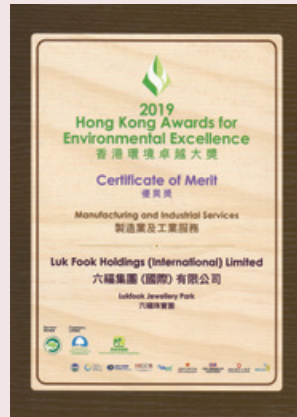 2019
Hong Kong Awards for
Environmental Excellence
香港環境卓越大獎
Certificate of Merit
優異獎
Manufacturing and Industrial Services
製造業及工業服務
Luk Fook Holdings (International) Limited
六福集團(國際)有限公司
Lukfook Jewellery Park
六福珠寶園